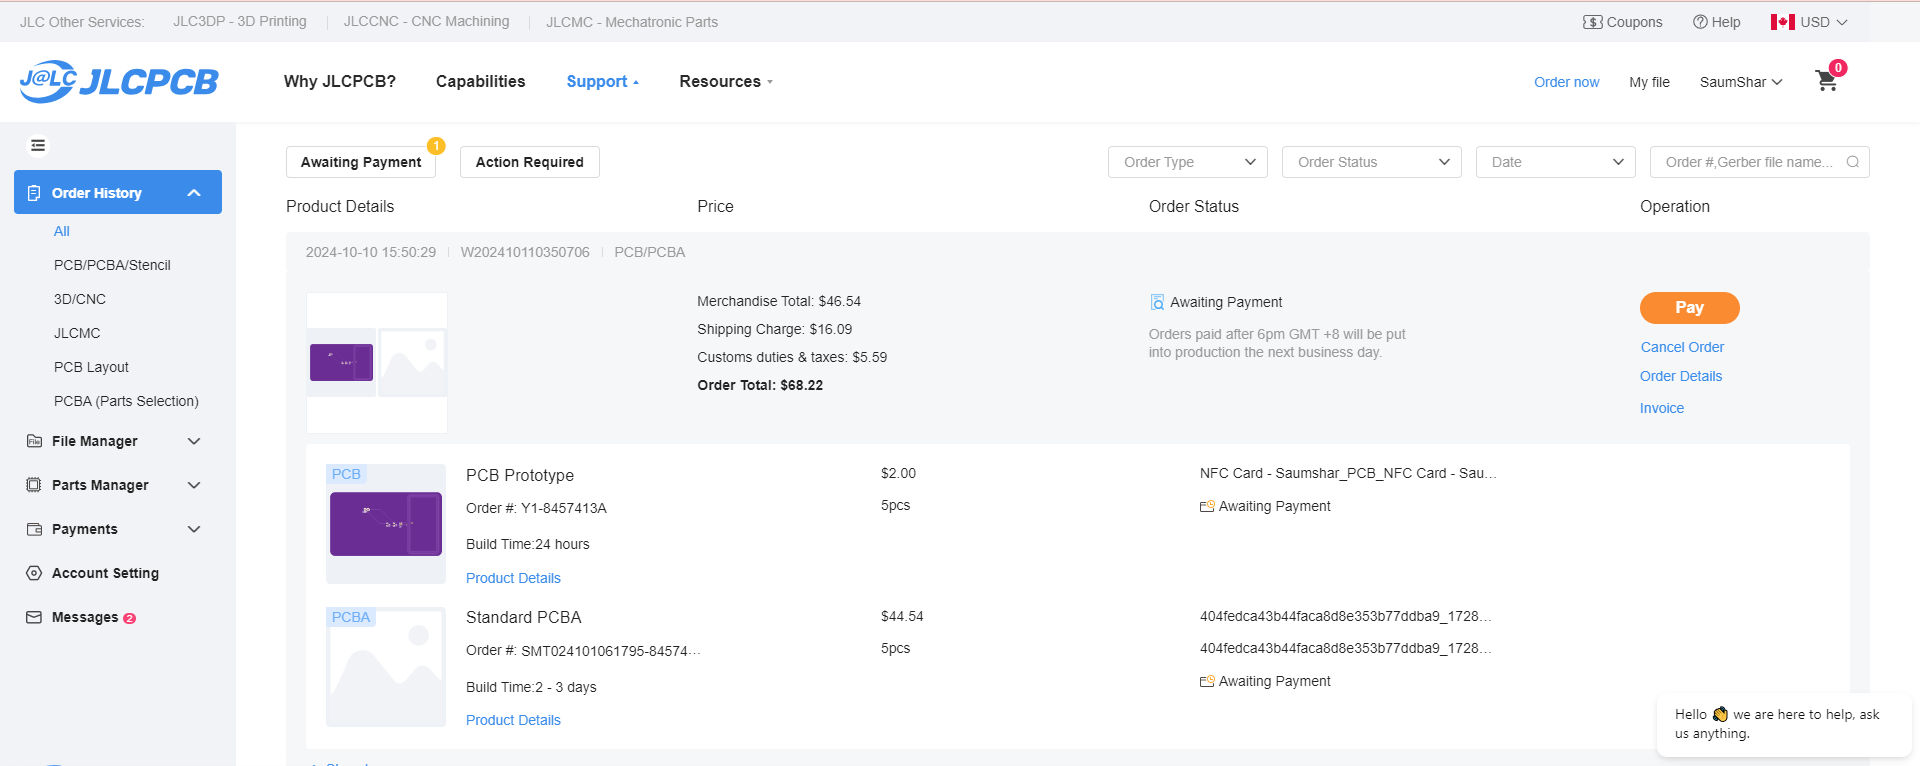 JLC Other Services: JLC3DP - 3D Printing JLCCNC - CNC Machining JLCMC - Mechatronic Parts Coupons Help USD
J@LC JLCPCB Why JLCPCB? Capabilities Support Resources Order now My file SaumShar 0
Order History
All
PCB/PCBA/Stencil
3D/CNC
JLCMC
PCB Layout
PCBA (Parts Selection)
File Manager
Parts Manager
Payments
Account Setting
Messages 2
Awaiting Payment 1 Action Required Order Type Order Status Date Order #,Gerber file name...
Product Details Price Order Status Operation
2024-10-10 15:50:29 W202410110350706 PCB/PCBA
Merchandise Total: $46.54
Shipping Charge: $16.09
Customs duties & taxes: $5.59
Order Total: $68.22
Awaiting Payment
Orders paid after 6pm GMT +8 will be put
into production the next business day.
Pay
Cancel Order
Order Details
Invoice
PCB
PCB Prototype
Order #: Y1-8457413A
Build Time:24 hours
Product Details
$2.00
5pcs
NFC Card - Saumshar_PCB_NFC Card - Sau...
Awaiting Payment
PCBA
Standard PCBA
Order #: SMT024101061795-84574...
Build Time:2 - 3 days
Product Details
$44.54
5pcs
404fedca43b44faca8d8e353b77ddba9_1728...
404fedca43b44faca8d8e353b77ddba9_1728...
Awaiting Payment
Hello 👋 we are here to help, ask
us anything.